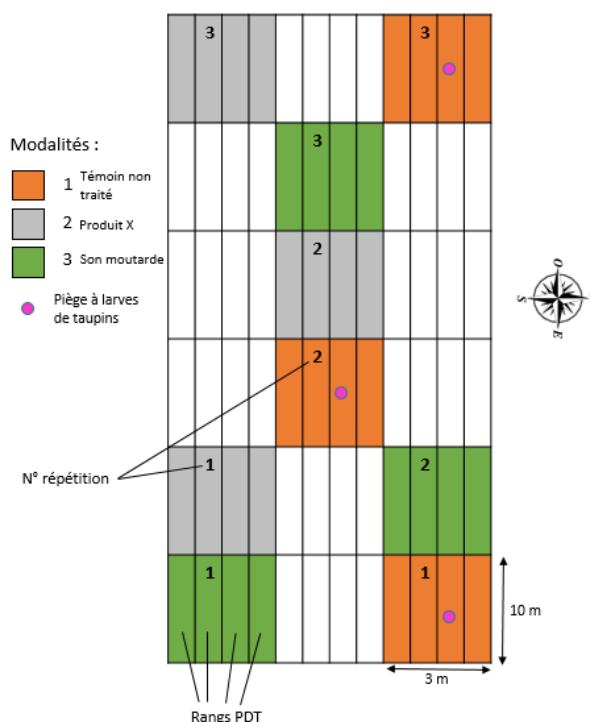 3
3
Modalités :
3
1 Témoin non
traité
2 Produit X
3 Son moutarde
2
Piège à larves
de taupins
O
S
E
2
N° répétition
1
2
1
1
10 m
3 m
Rangs PDT